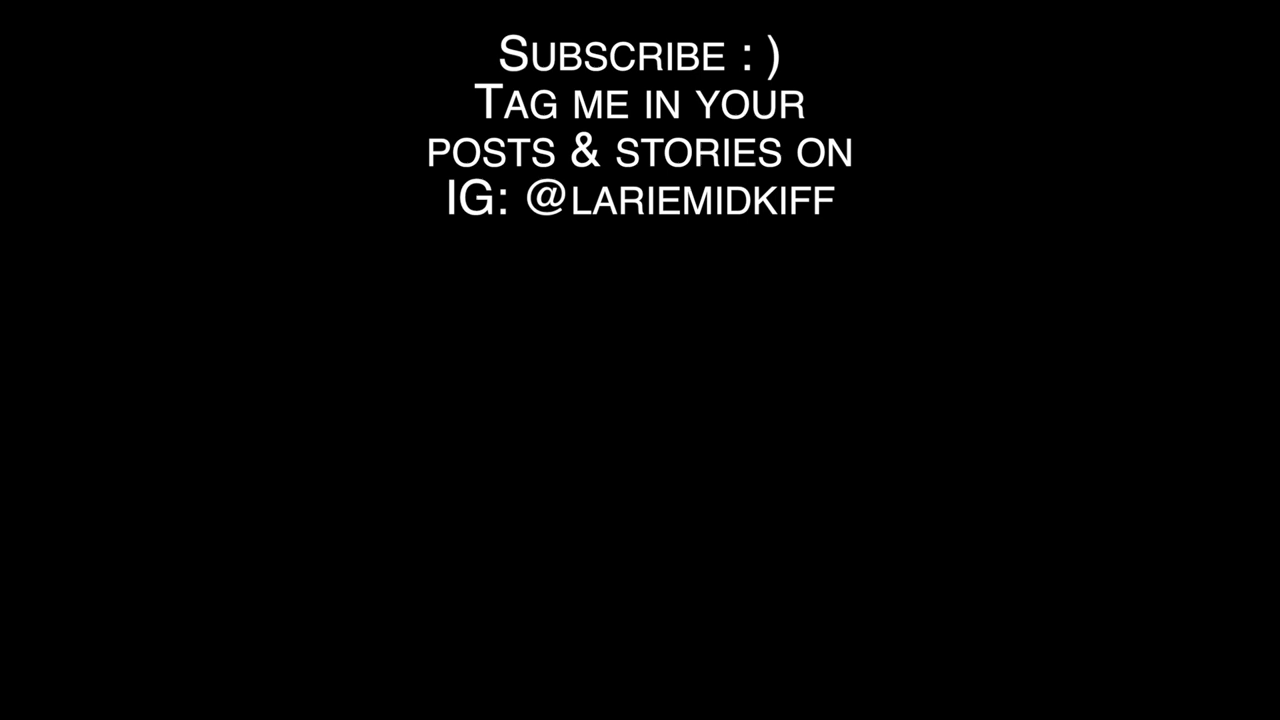 Subscribe : )
Tag me in your
posts & stories on
IG: @lariemidkiff